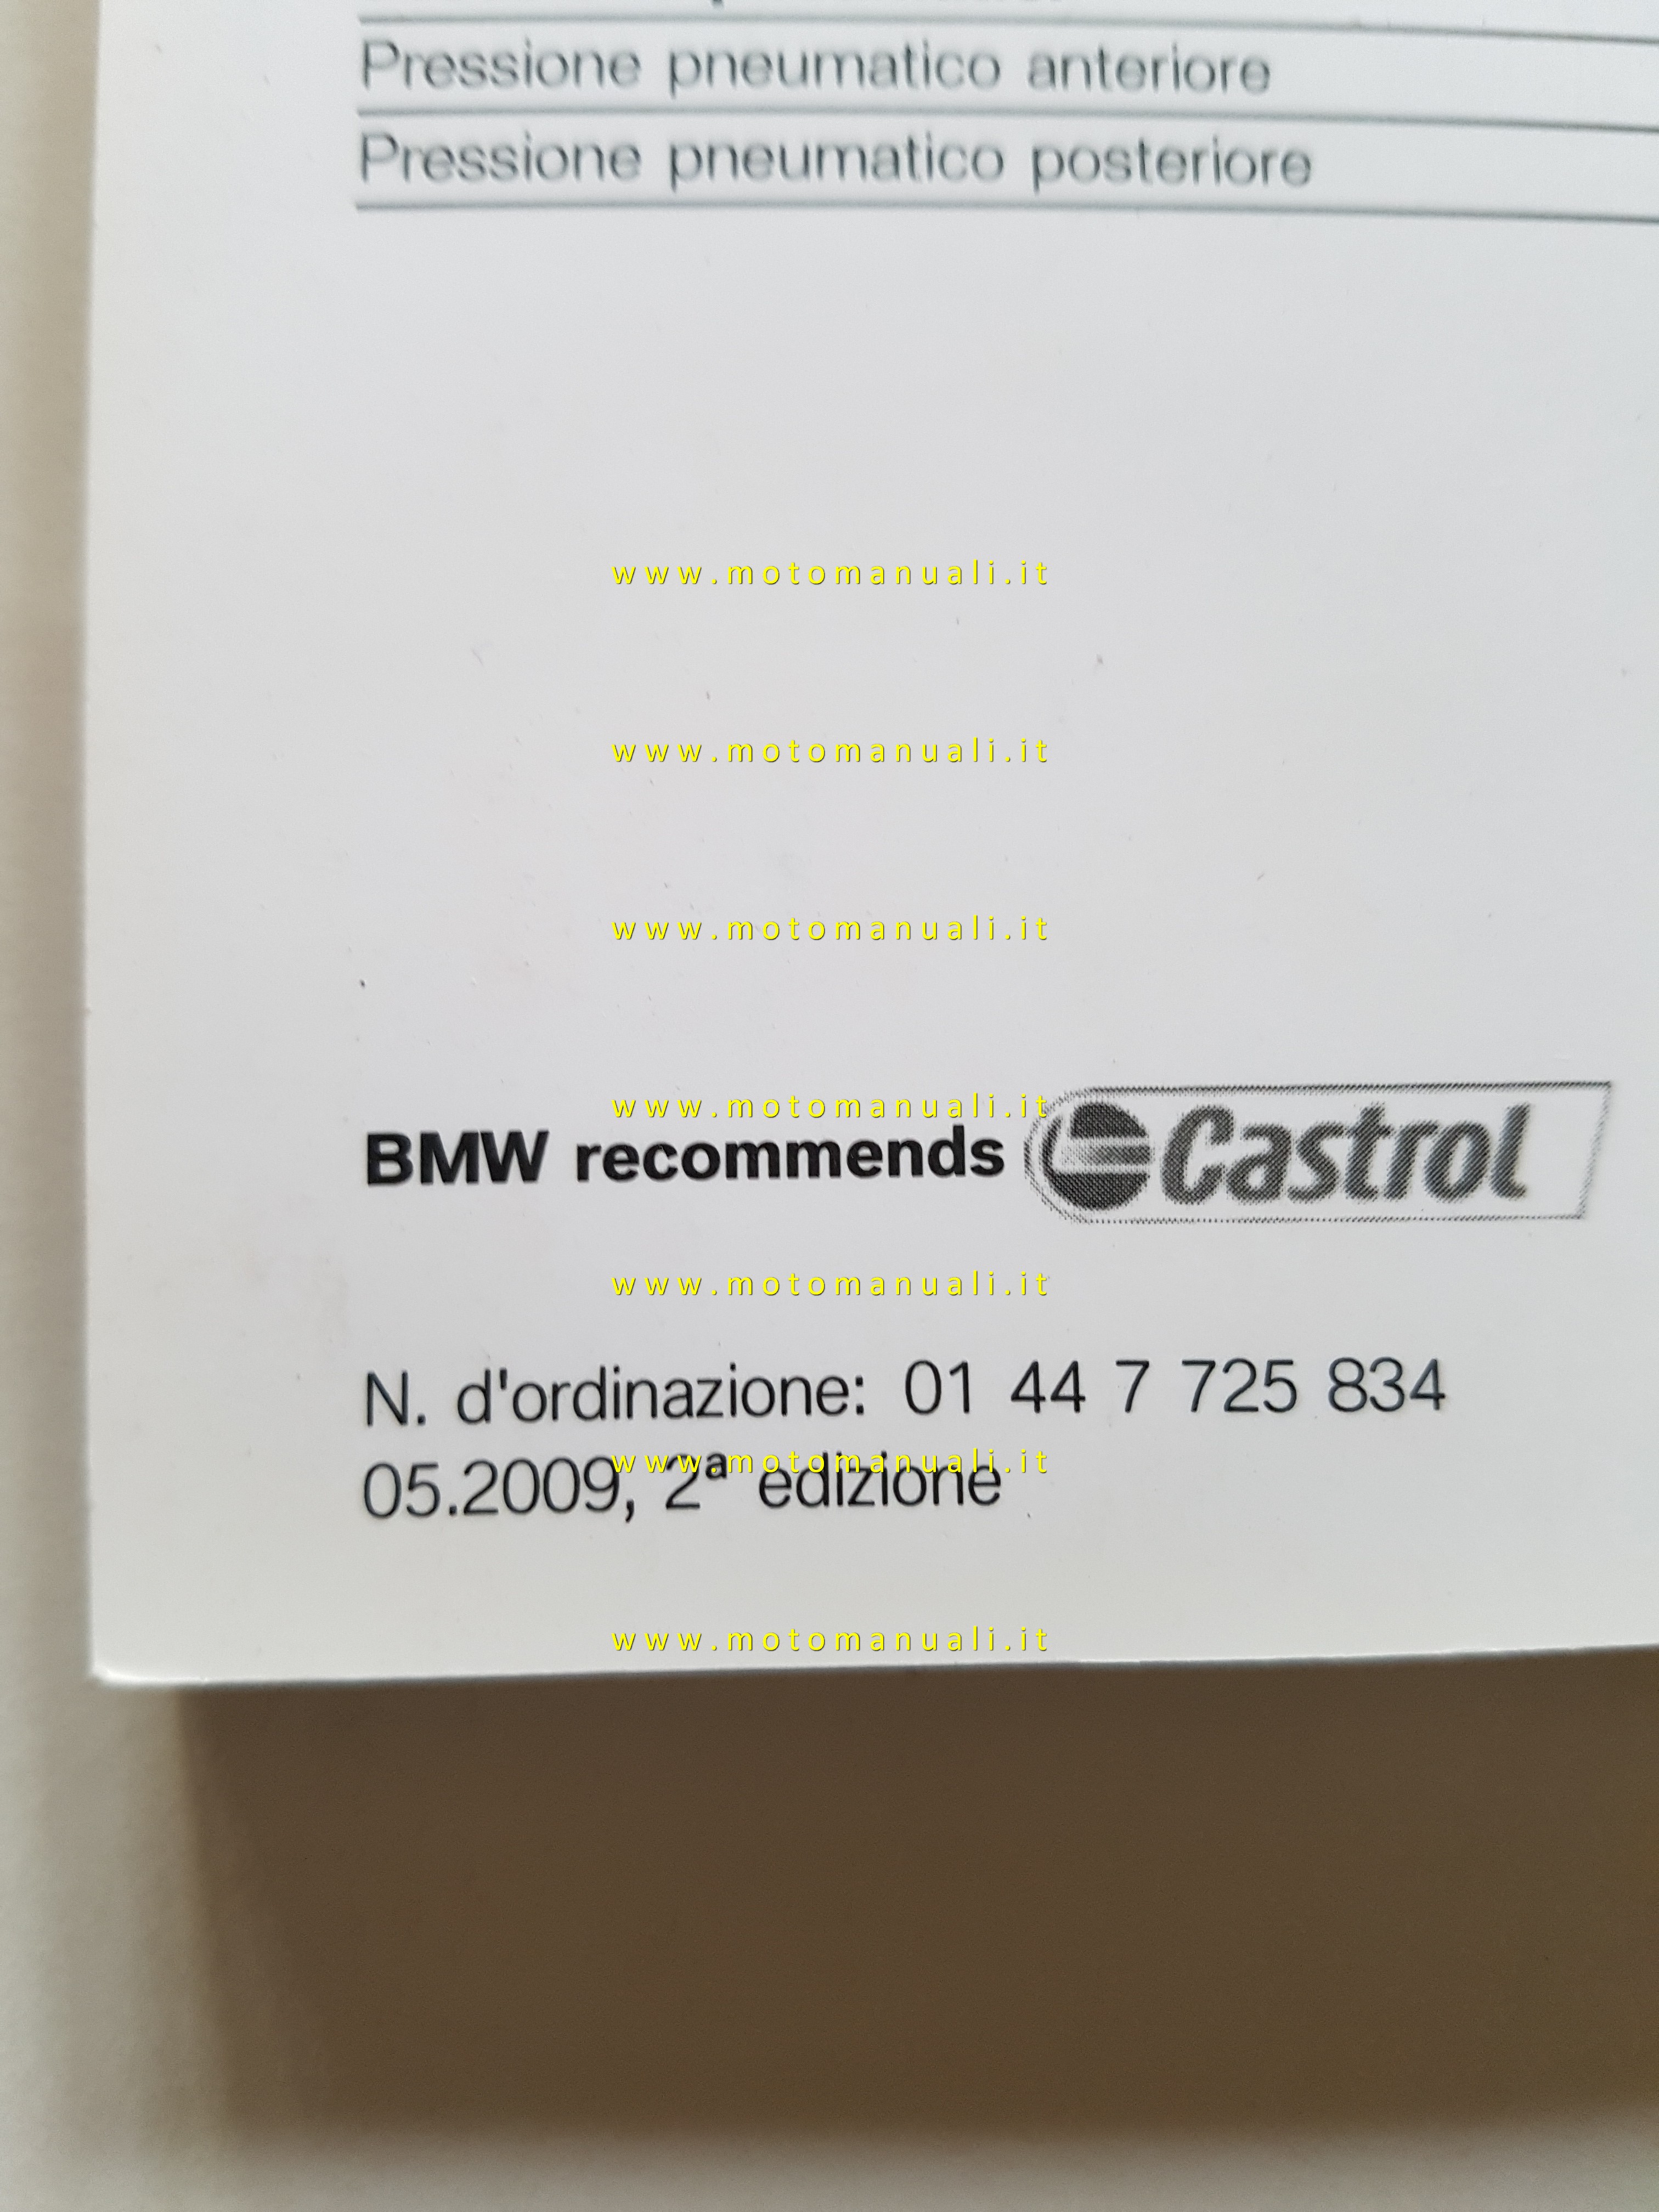 Pressione pneumatico anteriore
Pressione pneumatico posteriore
www.motomanuali.it
www.motomanuali.it
www.motomanuali.it
www.motomanuali.it
BMW recommends Castrol
www.motomanuali.it
N. d'ordinazione: 01 44 7 725 834
www.motomanuali.it
05.2009, 2ª edizione
www.motomanuali.it